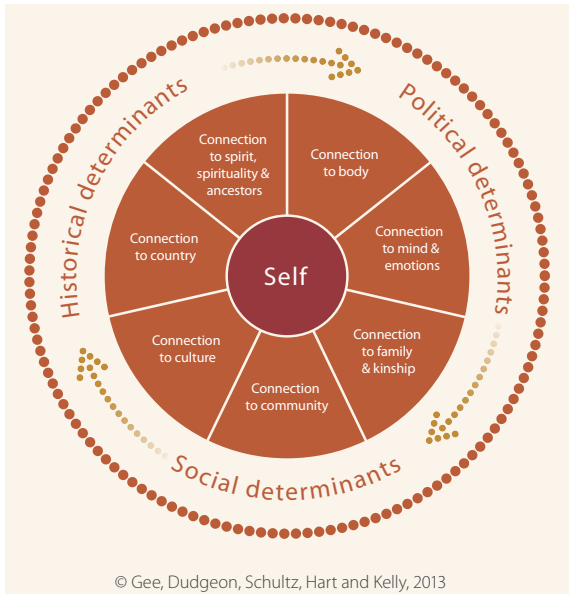 Historical determinants
Political determinants
Connection
to spirit,
spirituality &
ancestors
Connection
to body
Connection
to mind &
emotions
Connection
to country
Self
Connection
to culture
Connection
to family
& kinship
Connection
to community
Social determinants
© Gee, Dudgeon, Schultz, Hart and Kelly, 2013